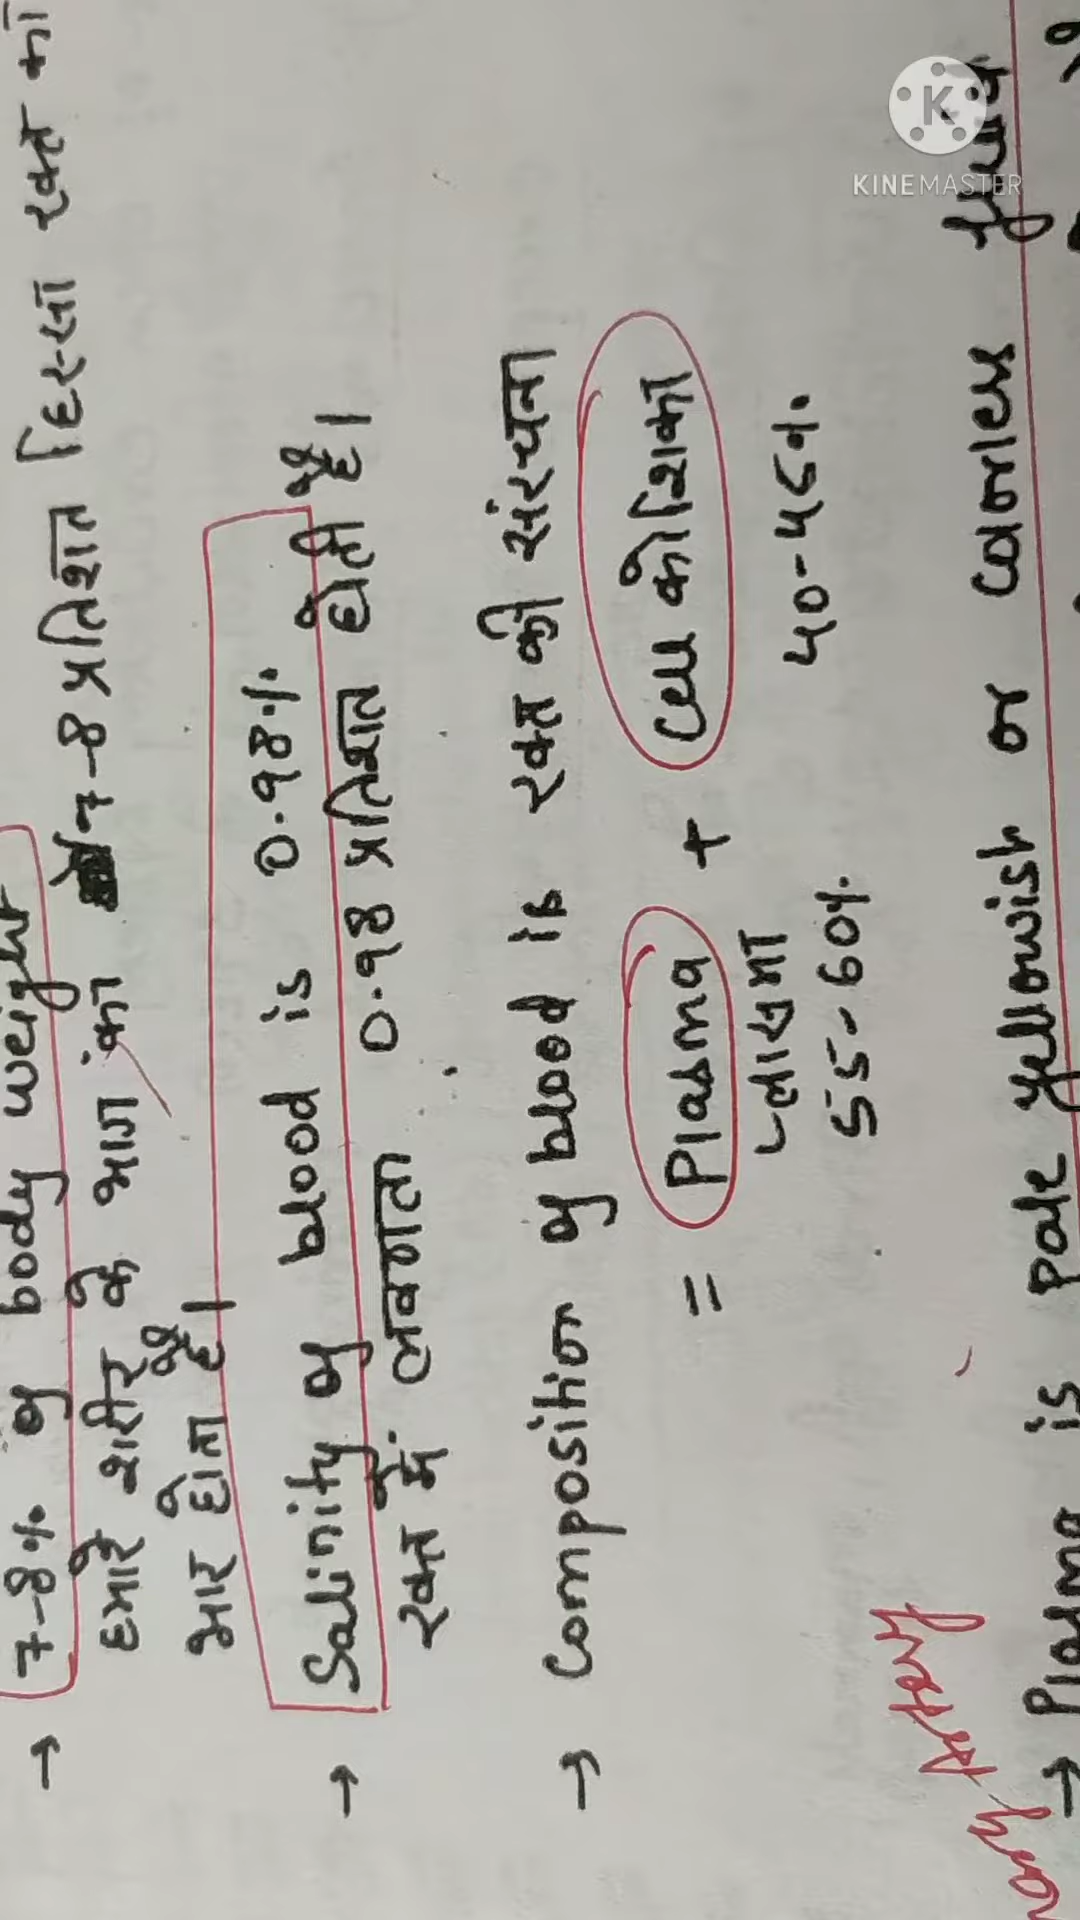 → 7-8% of body weight
हमारे शरीर के भाग का 7-8 प्रतिशत हिस्सा रक्त
भार होता है।
→ Salinity of blood is 0.98%
रक्त में लवणता 0.98 प्रतिशत होती है।
→ Composition of blood is रक्त की संरचना
= Plasma + Cell कोशिका
प्लासमा 40-45%
55-60%
→ Plasma is pale yellowish or colorless
KINEMASTER